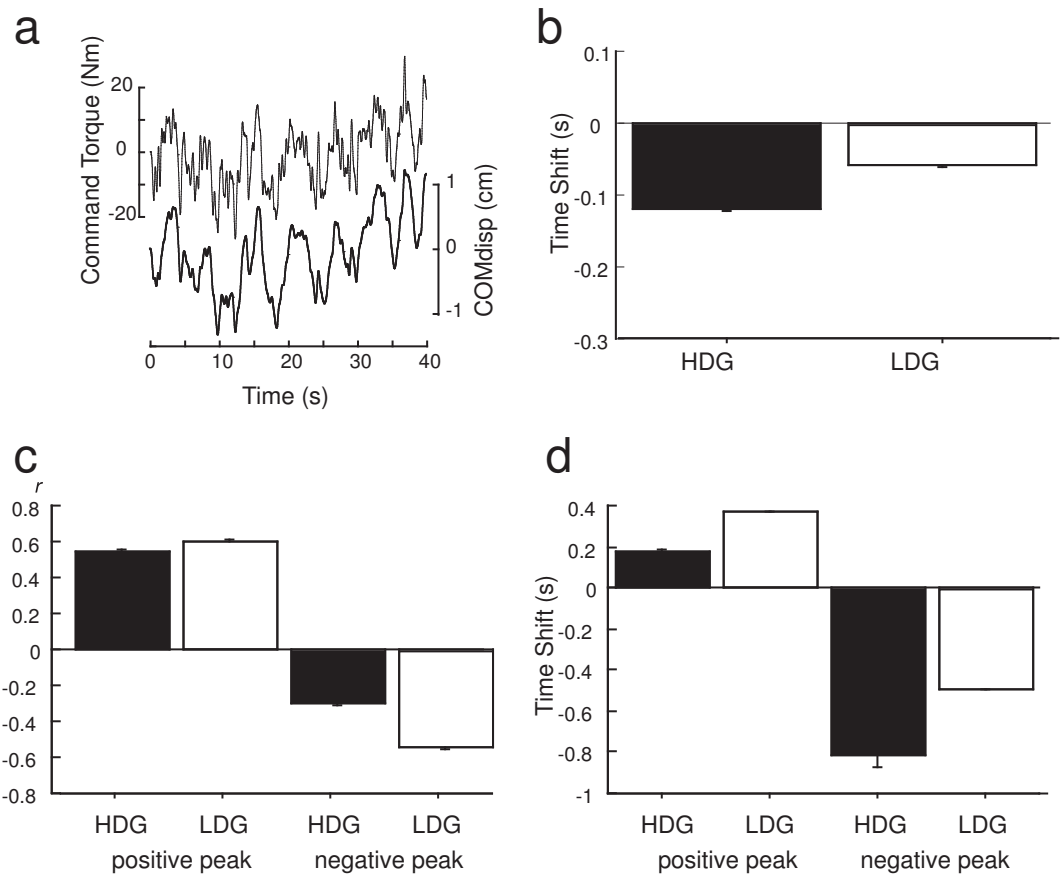 a
Command Torque (Nm)
20
0
-20
1
0
-1
COMdisp (cm)
0 10 20 30 40
Time (s)
b
Time Shift (s)
0.1
0
-0.1
-0.2
-0.3
HDG LDG
c
r
0.8
0.6
0.4
0.2
0
-0.2
-0.4
-0.6
-0.8
HDG LDG HDG LDG
positive peak negative peak
d
Time Shift (s)
0.4
0.2
0
-0.2
-0.4
-0.6
-0.8
-1
HDG LDG HDG LDG
positive peak negative peak